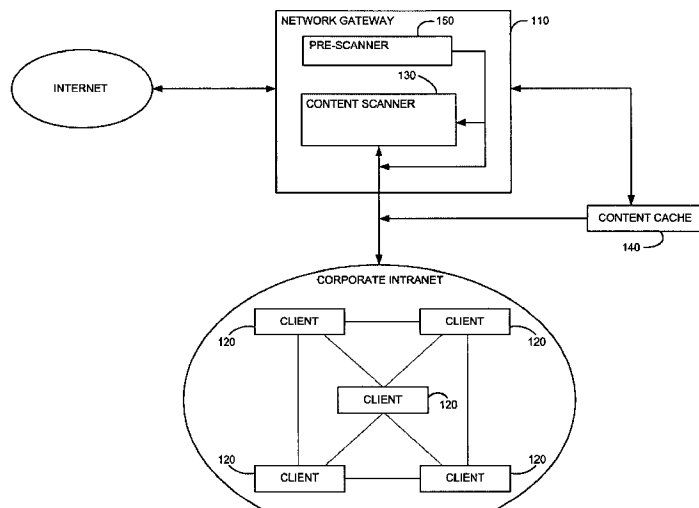 NETWORK GATEWAY
150
110
PRE-SCANNER
INTERNET
130
CONTENT SCANNER
CONTENT CACHE
140
CORPORATE INTRANET
120
CLIENT
CLIENT
120
CLIENT
120
120
CLIENT
CLIENT
120